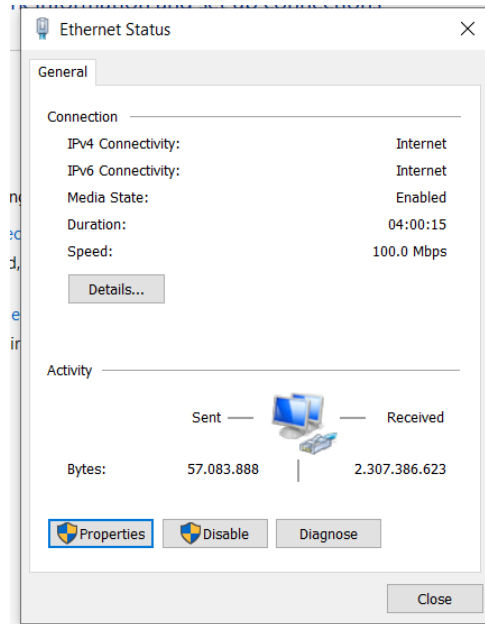 Ethernet Status
General
Connection
IPv4 Connectivity: Internet
IPv6 Connectivity: Internet
Media State: Enabled
Duration: 04:00:15
Speed: 100.0 Mbps
Details...
Activity
Sent Received
Bytes: 57.083.888 2.307.386.623
Properties Disable Diagnose
Close